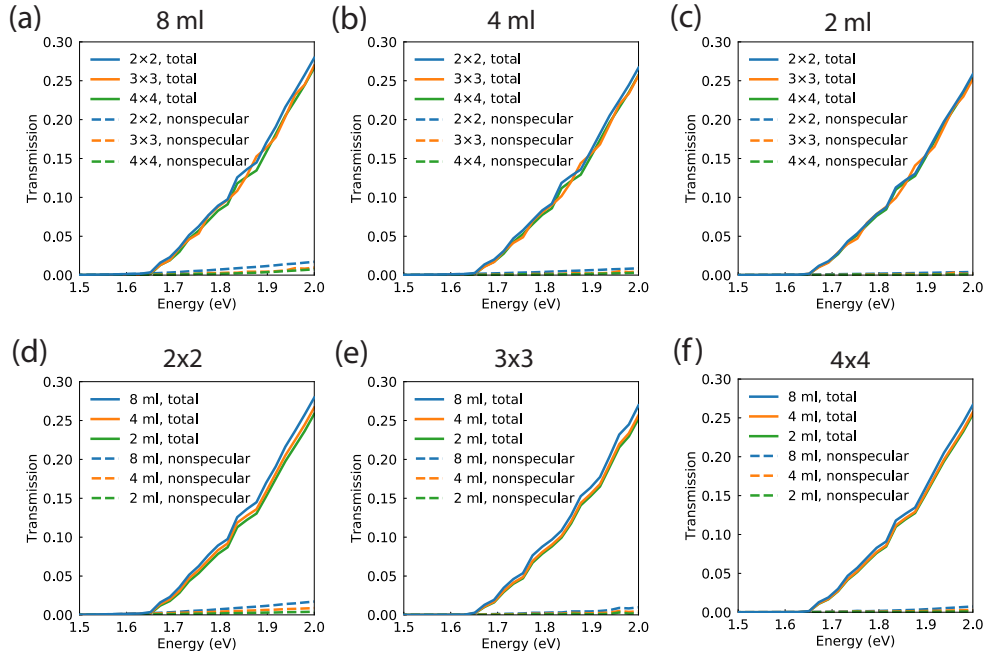 (a)
8 ml
0.30
0.25
0.20
0.15
0.10
0.05
0.00
Transmission
2×2, total
3×3, total
4×4, total
2×2, nonspecular
3×3, nonspecular
4×4, nonspecular
1.5 1.6 1.7 1.8 1.9 2.0
Energy (eV)
(b)
4 ml
0.30
0.25
0.20
0.15
0.10
0.05
0.00
Transmission
2×2, total
3×3, total
4×4, total
2×2, nonspecular
3×3, nonspecular
4×4, nonspecular
1.5 1.6 1.7 1.8 1.9 2.0
Energy (eV)
(c)
2 ml
0.30
0.25
0.20
0.15
0.10
0.05
0.00
Transmission
2×2, total
3×3, total
4×4, total
2×2, nonspecular
3×3, nonspecular
4×4, nonspecular
1.5 1.6 1.7 1.8 1.9 2.0
Energy (eV)
(d)
2x2
0.30
0.25
0.20
0.15
0.10
0.05
0.00
Transmission
8 ml, total
4 ml, total
2 ml, total
8 ml, nonspecular
4 ml, nonspecular
2 ml, nonspecular
1.5 1.6 1.7 1.8 1.9 2.0
Energy (eV)
(e)
3x3
0.30
0.25
0.20
0.15
0.10
0.05
0.00
Transmission
8 ml, total
4 ml, total
2 ml, total
8 ml, nonspecular
4 ml, nonspecular
2 ml, nonspecular
1.5 1.6 1.7 1.8 1.9 2.0
Energy (eV)
(f)
4x4
0.30
0.25
0.20
0.15
0.10
0.05
0.00
Transmission
8 ml, total
4 ml, total
2 ml, total
8 ml, nonspecular
4 ml, nonspecular
2 ml, nonspecular
1.5 1.6 1.7 1.8 1.9 2.0
Energy (eV)